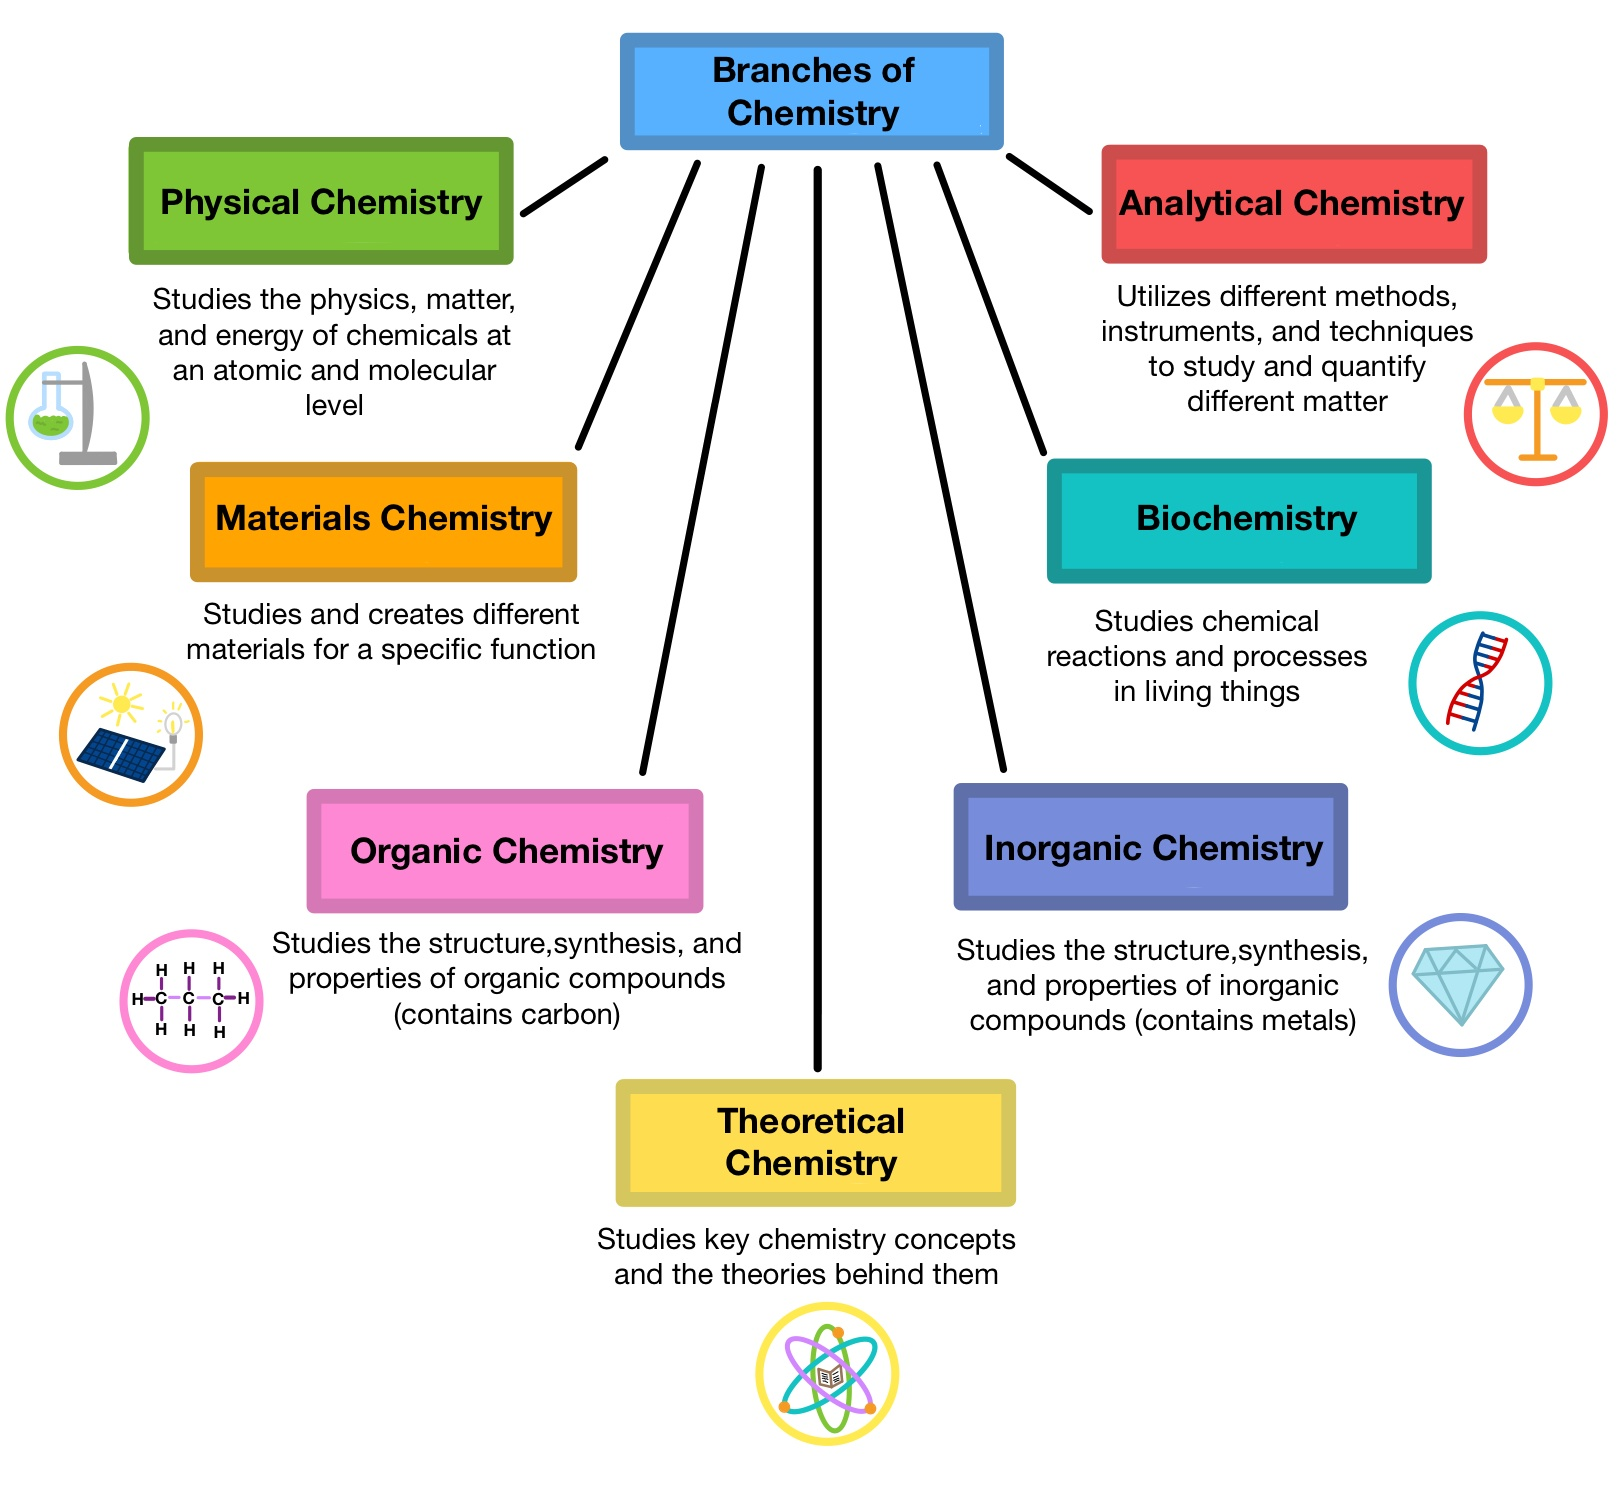 Branches of
Chemistry
Physical Chemistry
Studies the physics, matter,
and energy of chemicals at
an atomic and molecular
level
Analytical Chemistry
Utilizes different methods,
instruments, and techniques
to study and quantify
different matter
Materials Chemistry
Studies and creates different
materials for a specific function
Biochemistry
Studies chemical
reactions and processes
in living things
Organic Chemistry
Studies the structure,synthesis, and
properties of organic compounds
(contains carbon)
H H H
H C C C H
H H H
Inorganic Chemistry
Studies the structure,synthesis,
and properties of inorganic
compounds (contains metals)
Theoretical
Chemistry
Studies key chemistry concepts
and the theories behind them